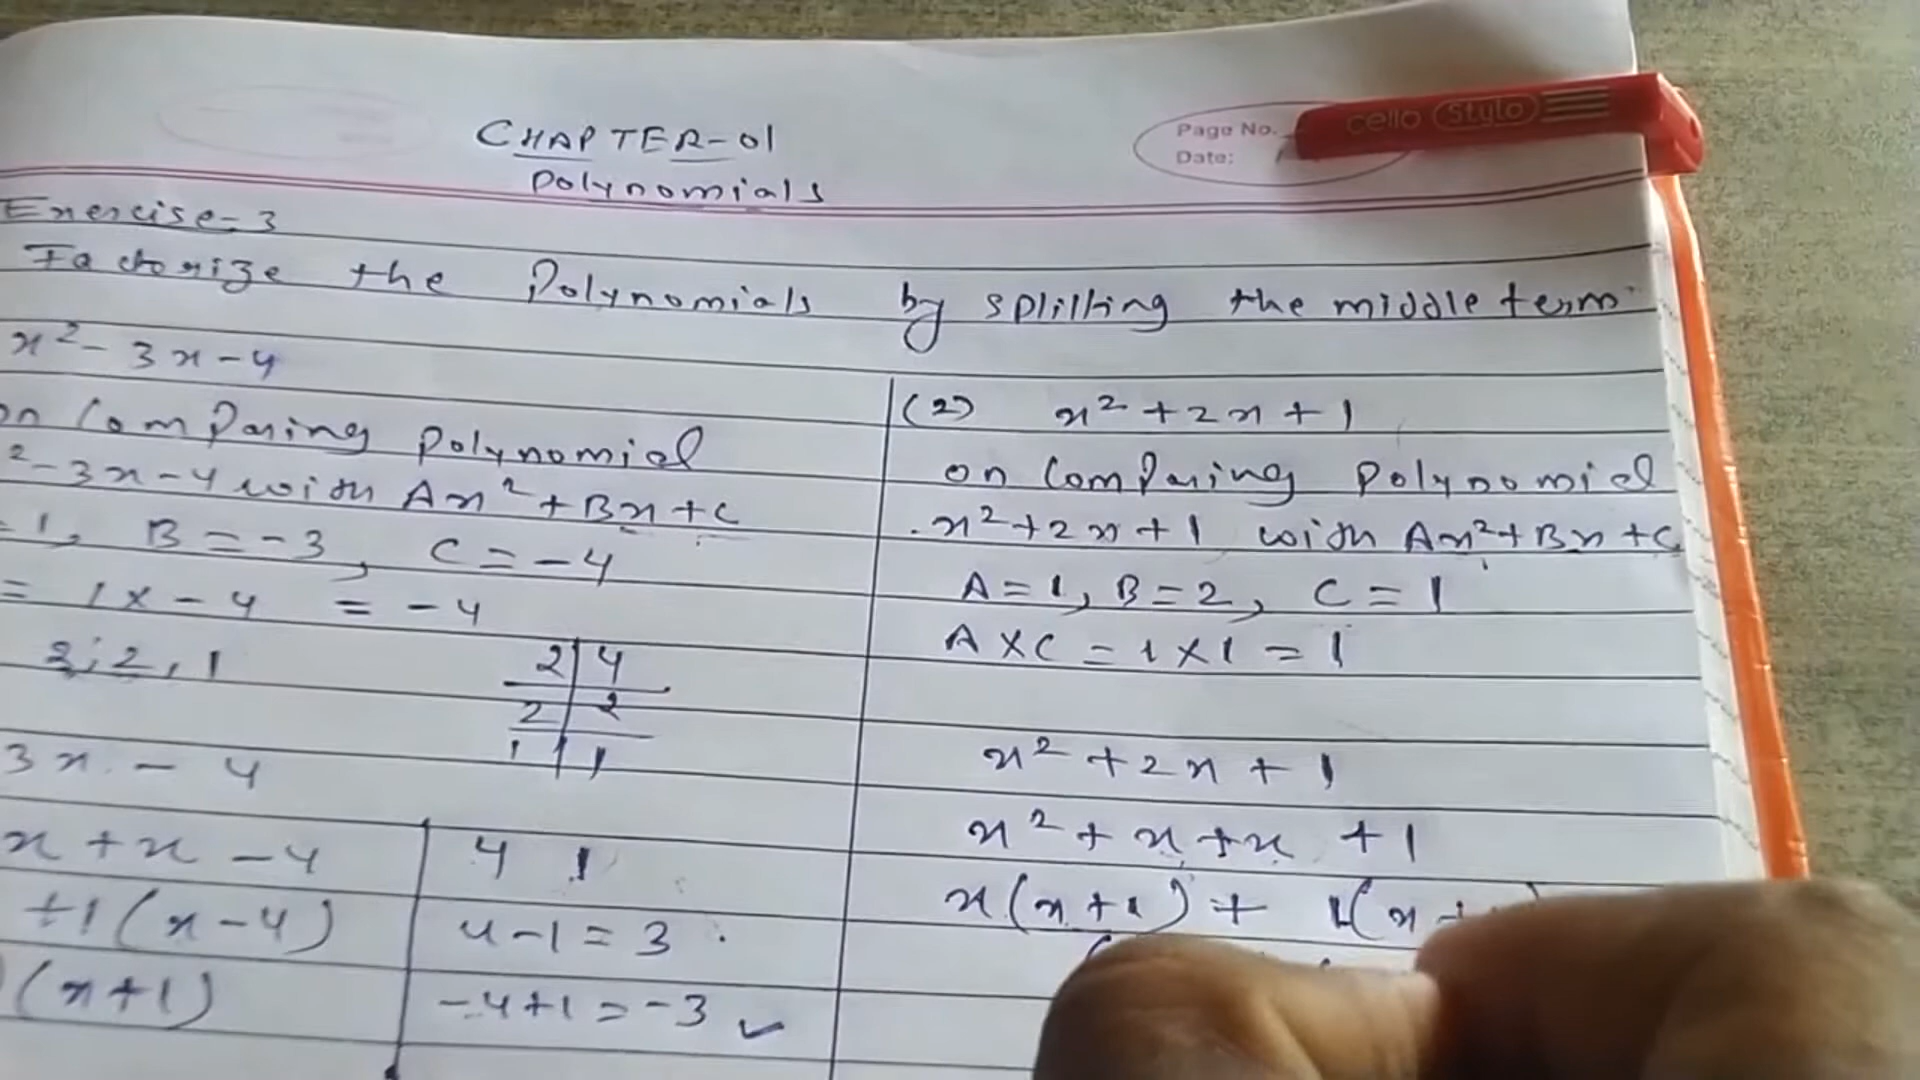 CHAPTER-01
Polynomials
Page No.
Date:
cello Stylo
Exercise-3
Factorize the Polynomials by splitting the middle term
x² - 3x - 4
on Comparing Polynomial
² - 3x - 4 with Ax² + Bx + C
= 1, B = -3, C = -4
= 1 x - 4 = -4
2, 1
2 4
2 2
1 1
3x - 4
x + x - 4
+1(x-4)
(x+1)
4 1
4-1 = 3
-4+1 = -3 ✓
(2) x² + 2x + 1
on Comparing Polynomial
x² + 2x + 1 with Ax² + Bx + C
A = 1, B = 2, C = 1
A X C = 1 X 1 = 1
x² + 2x + 1
x² + x + x + 1
x(x+1) + 1(x+